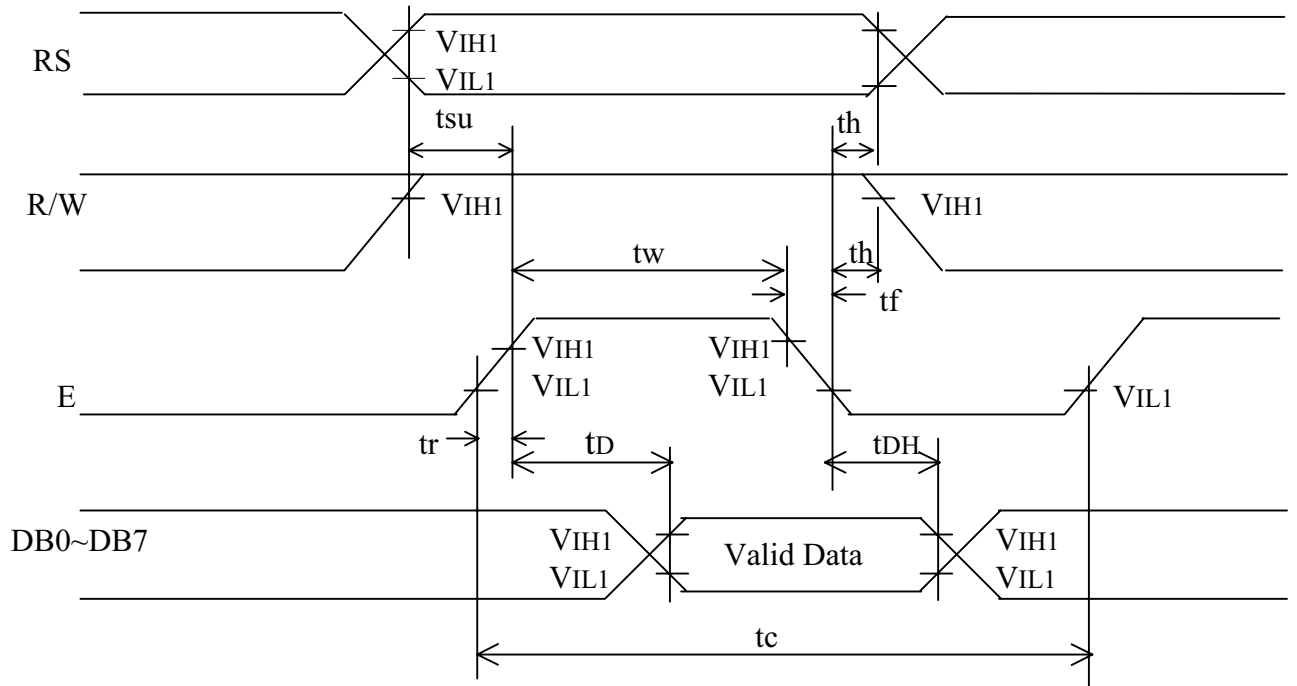 RS
VIH1
VIL1
tsu
th
R/W
VIH1
VIH1
tw
th
tf
E
VIH1
VIL1
VIH1
VIL1
VIL1
tr
tD
tDH
DB0~DB7
VIH1
VIL1
Valid Data
VIH1
VIL1
tc